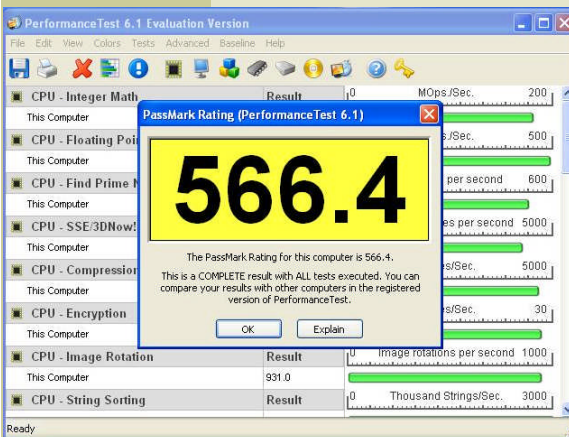 PerformanceTest 6.1 Evaluation Version
File Edit View Colors Tests Advanced Baseline Help
CPU - Integer Math Result 0 MOps./Sec. 200
This Computer
PassMark Rating (PerformanceTest 6.1)
CPU - Floating Poi s./Sec. 500
This Computer
566.4
CPU - Find Prime per second 600
This Computer
CPU - SSE/3DNow! es per second 5000
This Computer
The PassMark Rating for this computer is 566.4.
CPU - Compression s/Sec. 5000
This is a COMPLETE result with ALL tests executed. You can
This Computer
compare your results with other computers in the registered
version of PerformanceTest.
CPU - Encryption s/Sec. 30
This Computer
OK Explain
CPU - Image Rotation Result 0 Image rotations per second 1000
This Computer 931.0
CPU - String Sorting Result 0 Thousand Strings/Sec. 3000
Ready